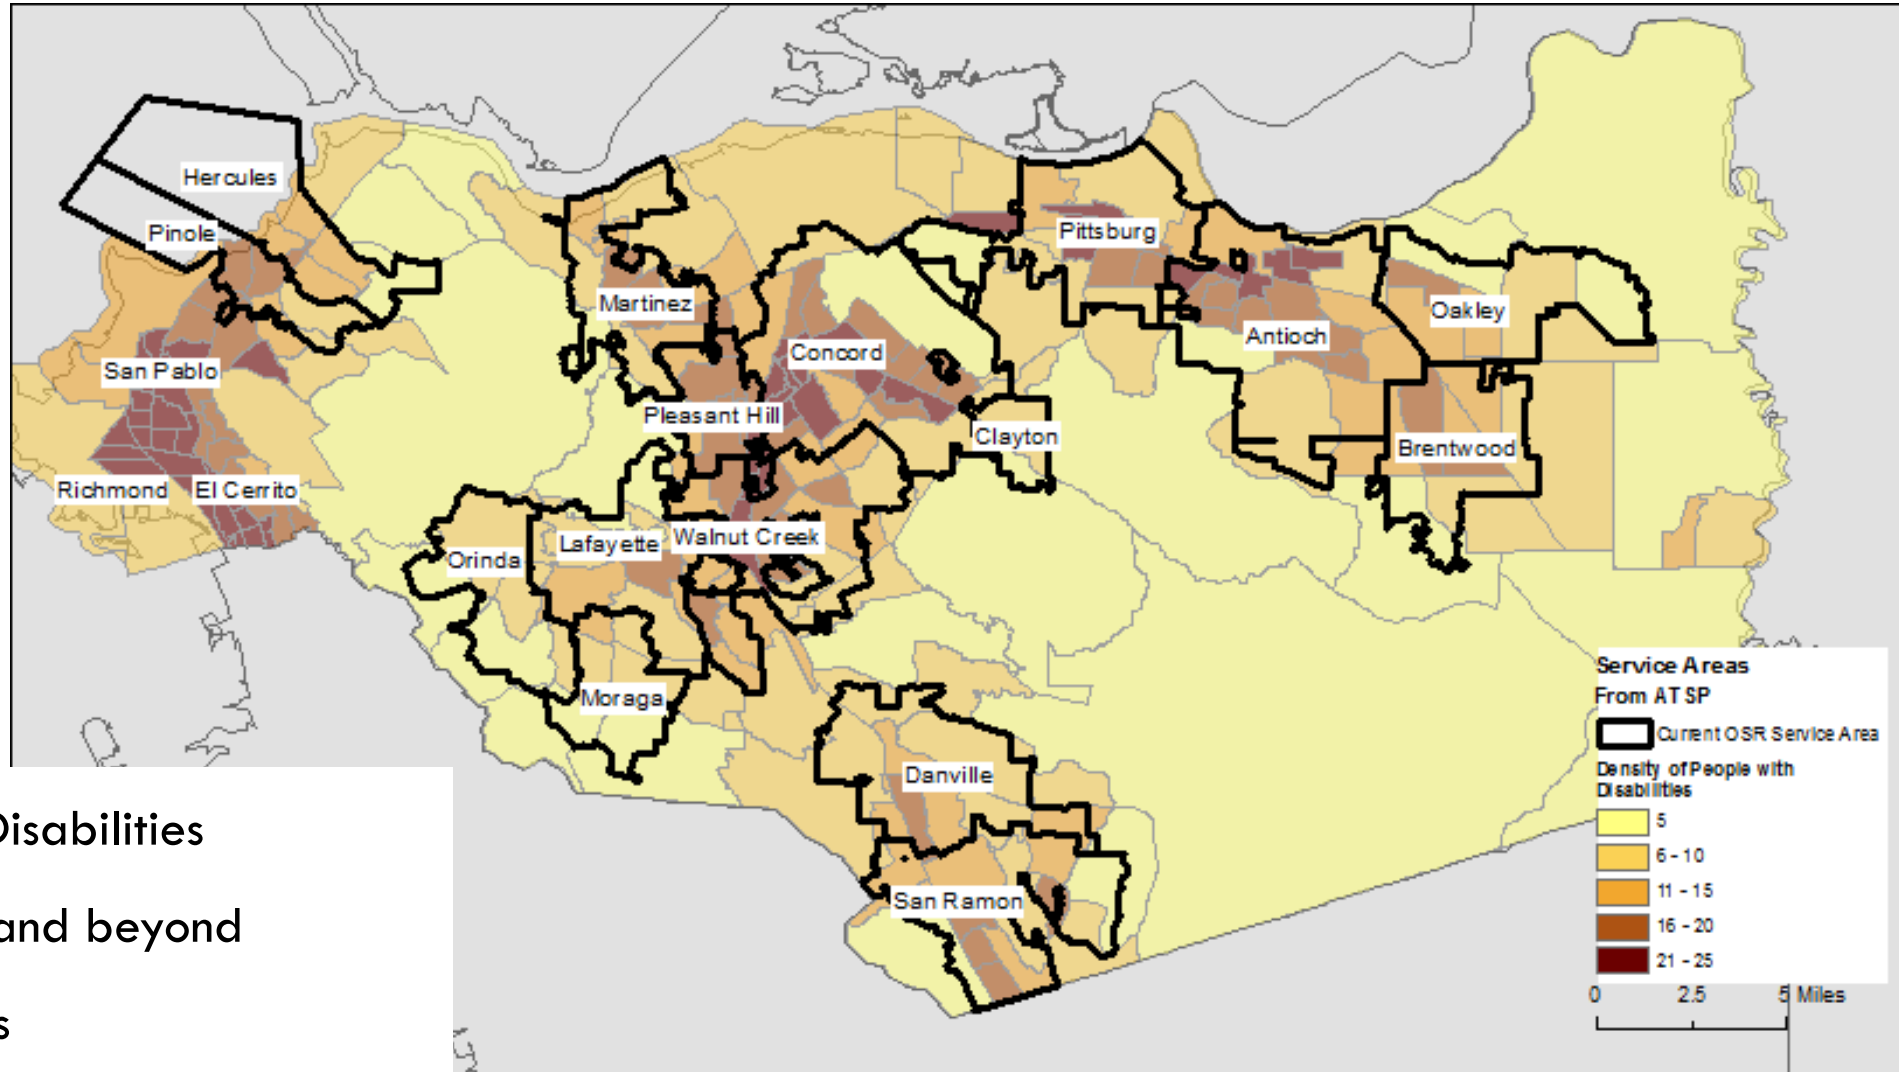 Hercules
Pinole
Pittsburg
Martinez
Oakley
Antioch
Concord
San Pablo
Pleasant Hill
Clayton
Brentwood
Richmond
El Cerrito
Walnut Creek
Lafayette
Orinda
Moraga
Danville
San Ramon
Service Areas
From ATSP
Current OSR Service Area
Density of People with
Disabilities
5
6 - 10
11 - 15
16 - 20
21 - 25
0 2.5 5 Miles
Disabilities
and beyond
s